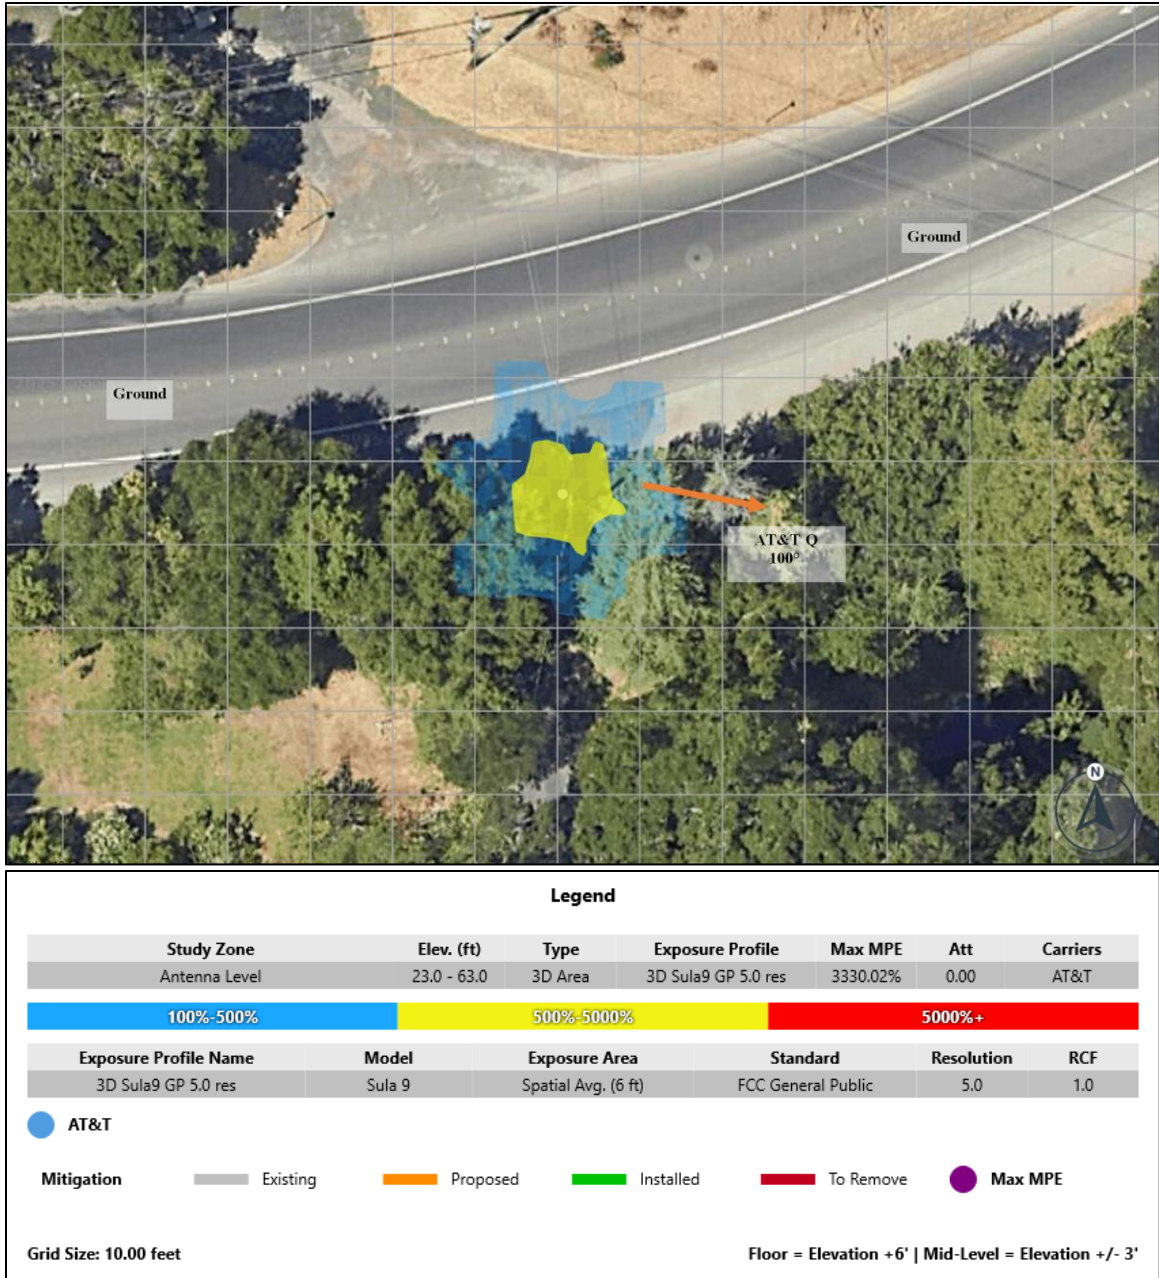 Ground
Ground
AT&T Q
100°
N
Legend
Study Zone Elev. (ft) Type Exposure Profile Max MPE Att Carriers
Antenna Level 23.0 - 63.0 3D Area 3D Sula9 GP 5.0 res 3330.02% 0.00 AT&T
100%-500% 500%-5000% 5000%+
Exposure Profile Name Model Exposure Area Standard Resolution RCF
3D Sula9 GP 5.0 res Sula 9 Spatial Avg. (6 ft) FCC General Public 5.0 1.0
AT&T
Mitigation Existing Proposed Installed To Remove Max MPE
Grid Size: 10.00 feet Floor = Elevation +6' | Mid-Level = Elevation +/- 3'